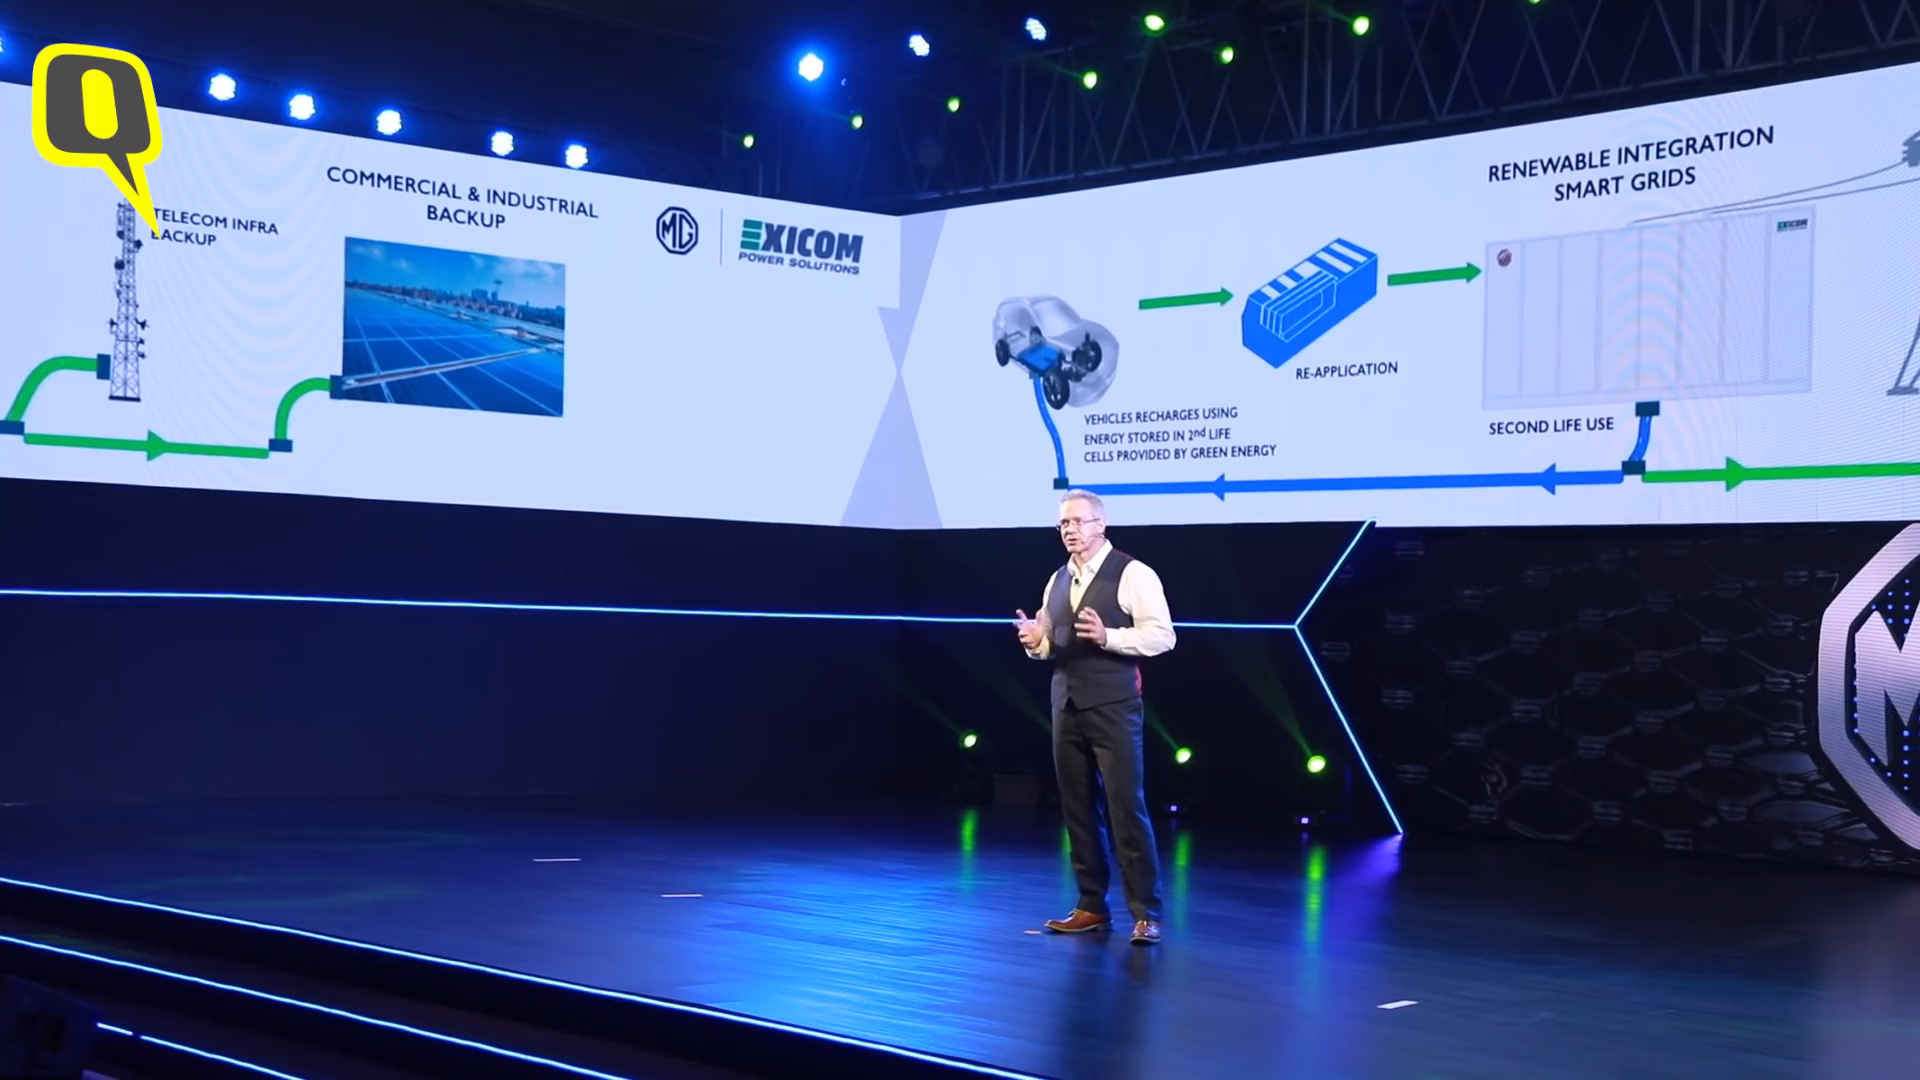 TELECOM INFRA
BACKUP
COMMERCIAL & INDUSTRIAL
BACKUP
MG
EXICOM
POWER SOLUTIONS
RENEWABLE INTEGRATION
SMART GRIDS
EXICOM
RE-APPLICATION
VEHICLES RECHARGES USING
ENERGY STORED IN 2nd LIFE
CELLS PROVIDED BY GREEN ENERGY
SECOND LIFE USE